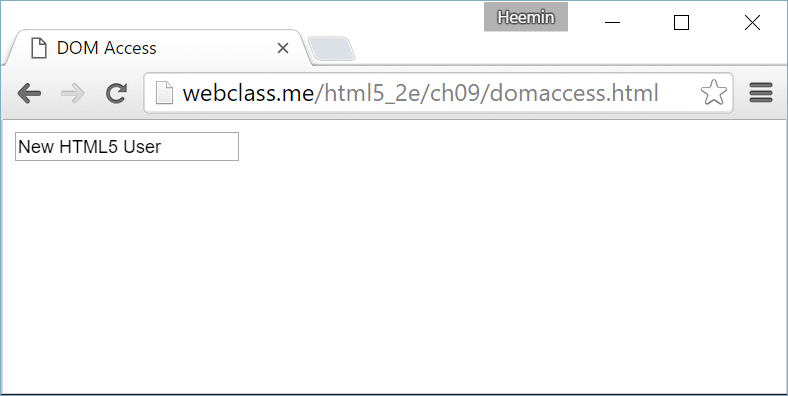 Heemin
DOM Access
webclass.me/html5_2e/ch09/domaccess.html
New HTML5 User